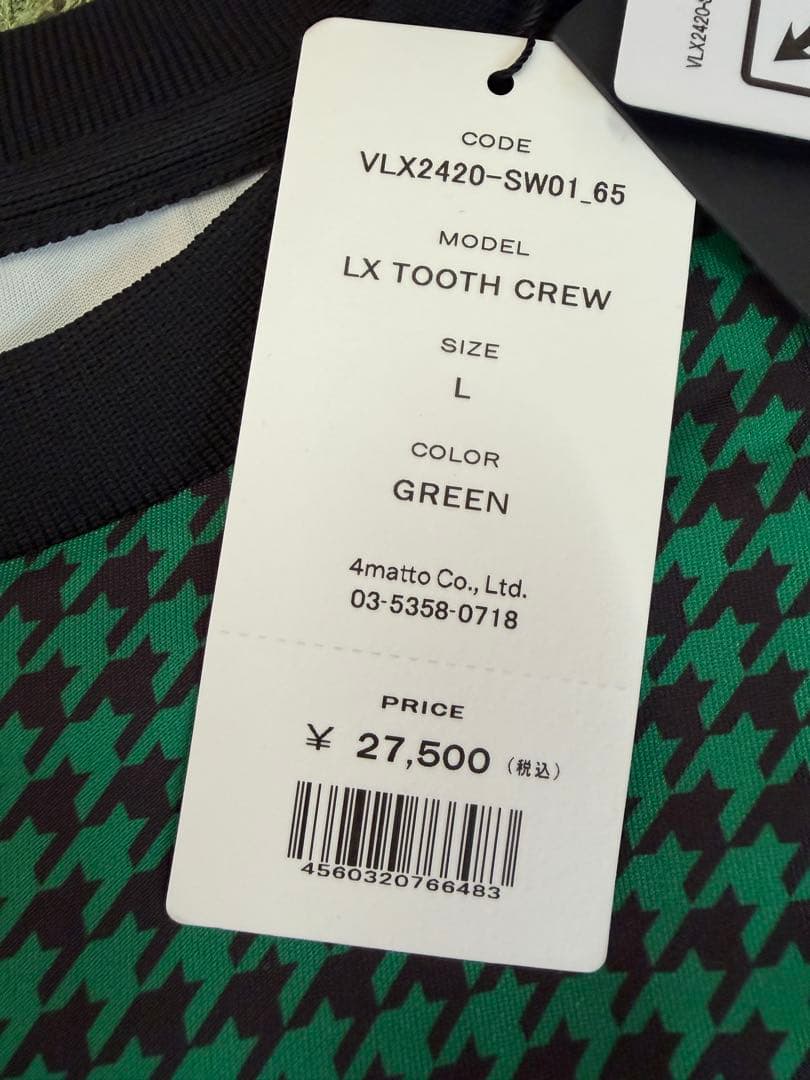 CODE
VLX2420-SW01_65
MODEL
LX TOOTH CREW
SIZE
L
COLOR
GREEN
4matto Co., Ltd.
03-5358-0718
PRICE
¥ 27,500 (税込)
4560320766483
VLX2420-S